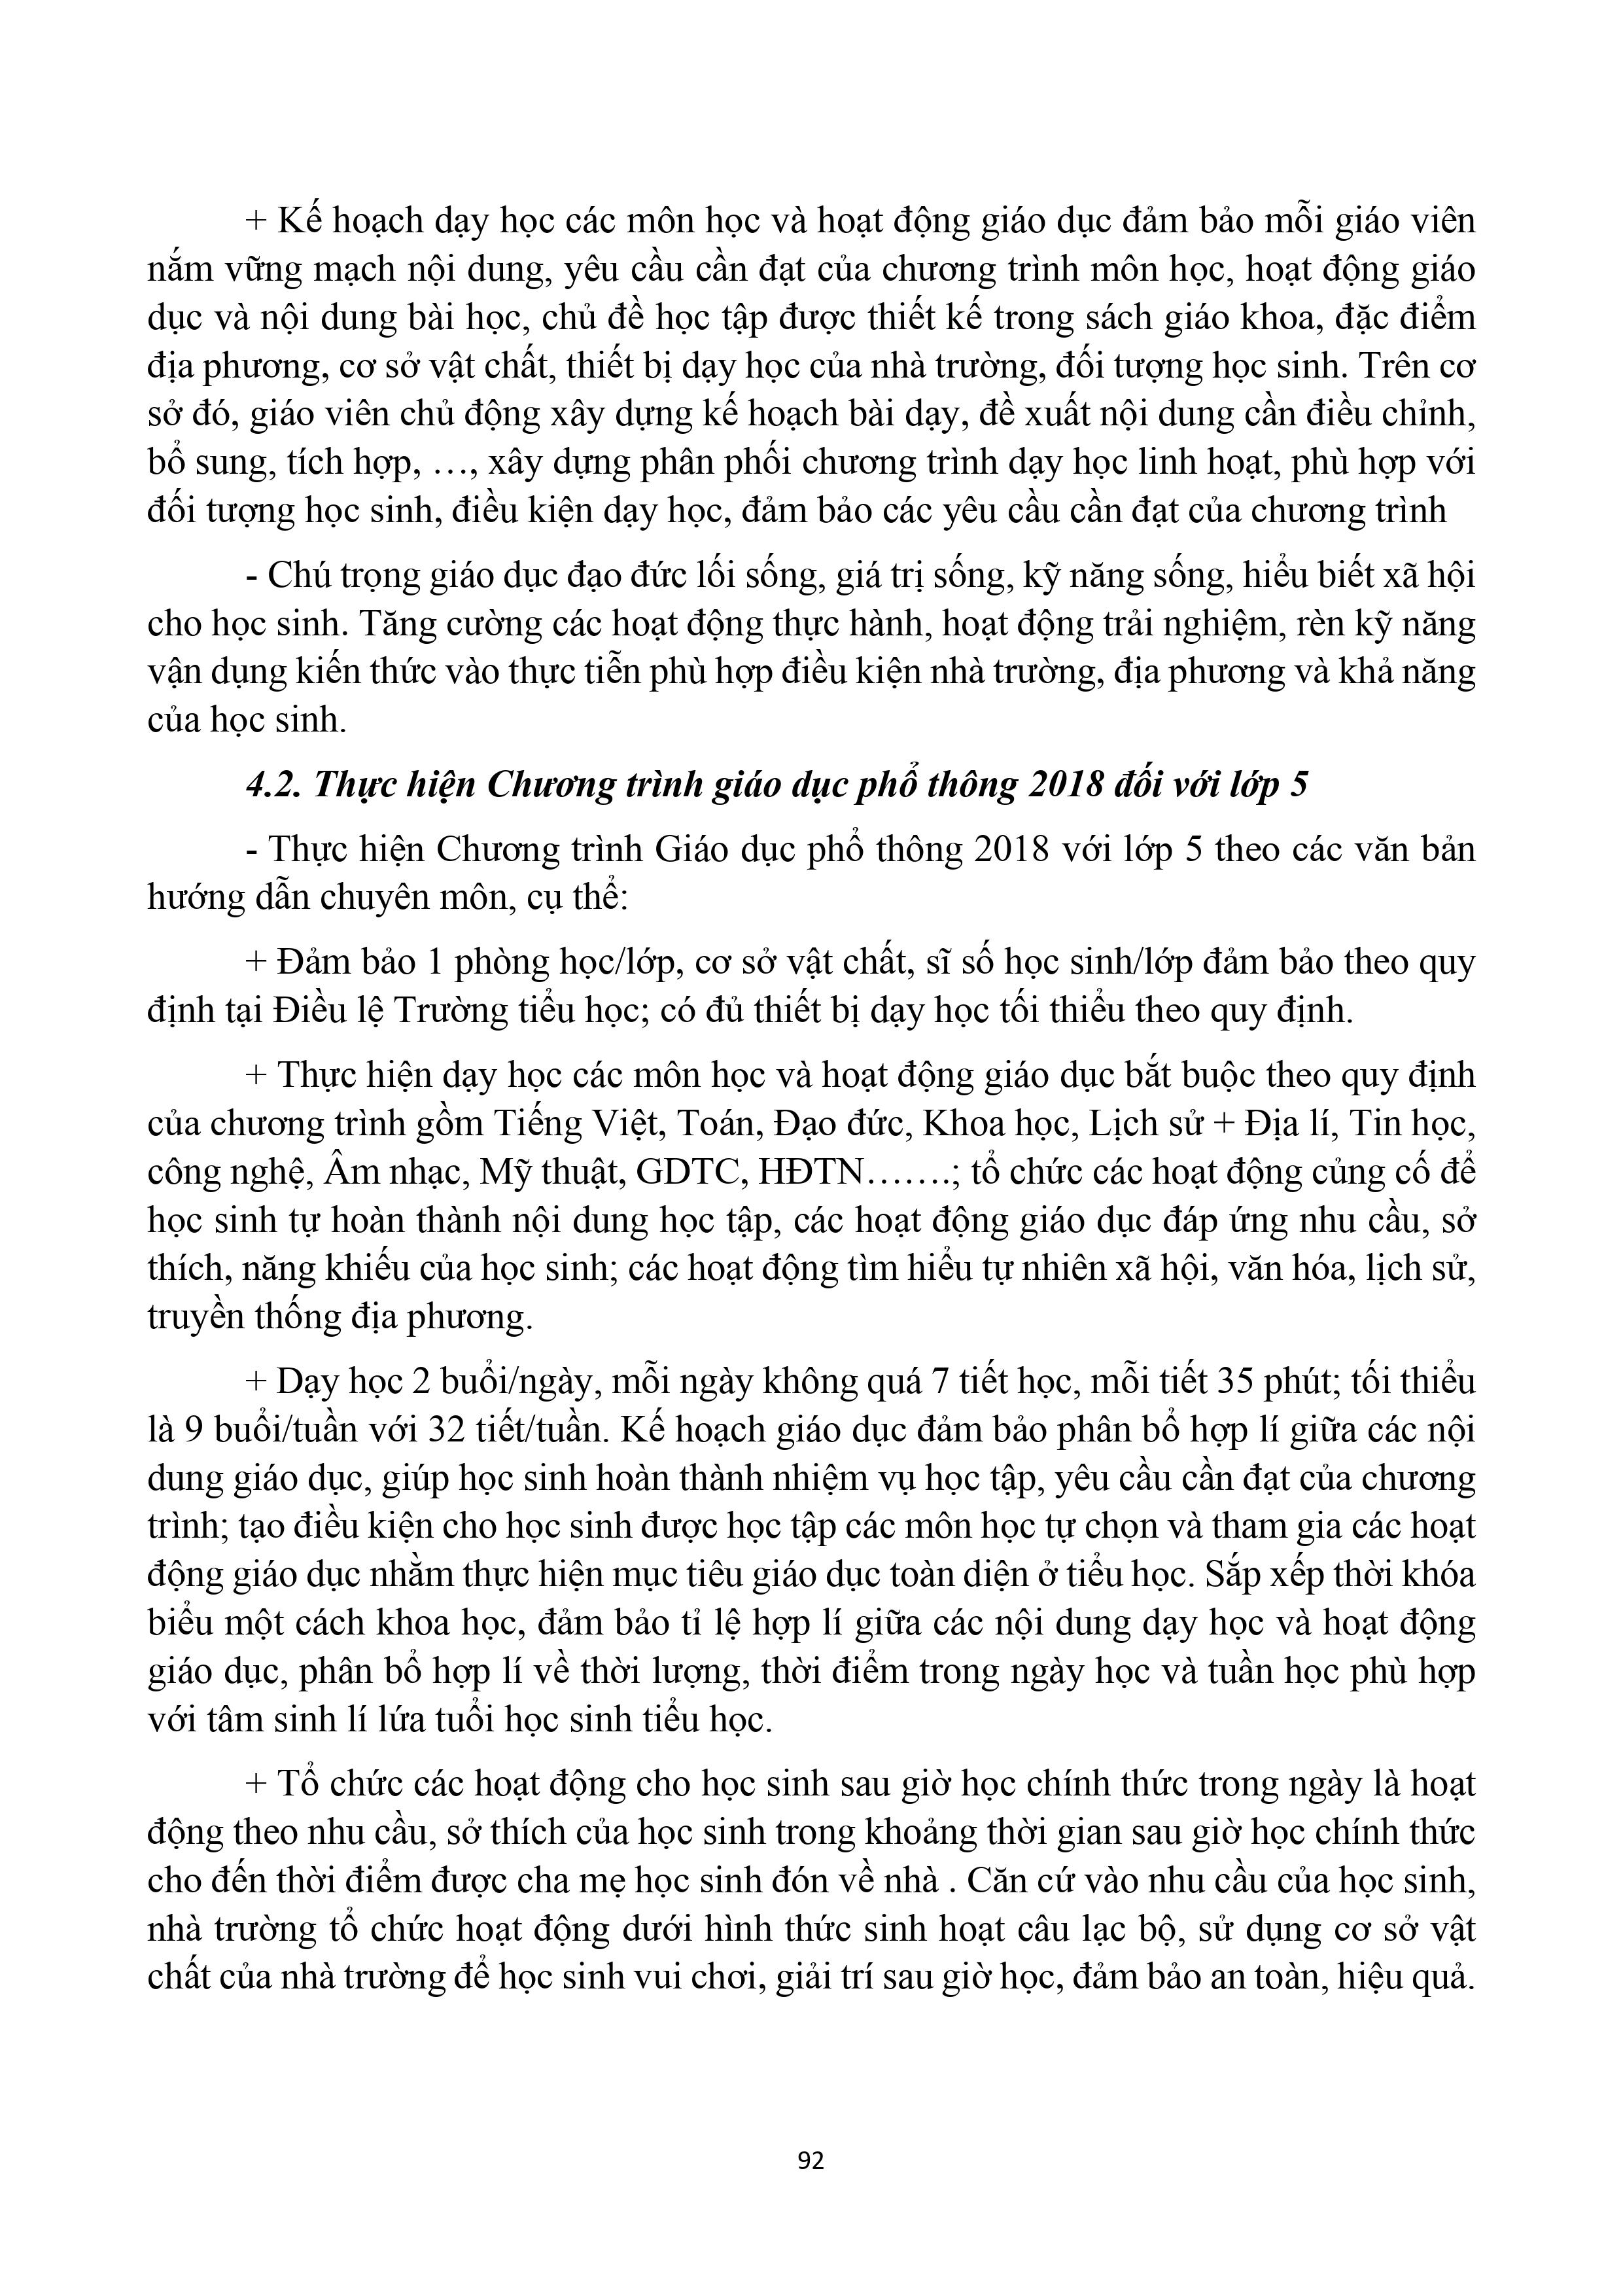 + Kế hoạch dạy học các môn học và hoạt động giáo dục đảm bảo mỗi giáo viên
nắm vững mạch nội dung, yêu cầu cần đạt của chương trình môn học, hoạt động giáo
dục và nội dung bài học, chủ đề học tập được thiết kế trong sách giáo khoa, đặc điểm
địa phương, cơ sở vật chất, thiết bị dạy học của nhà trường, đối tượng học sinh. Trên cơ
sở đó, giáo viên chủ động xây dựng kế hoạch bài dạy, đề xuất nội dung cần điều chỉnh,
bổ sung, tích hợp, …, xây dựng phân phối chương trình dạy học linh hoạt, phù hợp với
đối tượng học sinh, điều kiện dạy học, đảm bảo các yêu cầu cần đạt của chương trình
- Chú trọng giáo dục đạo đức lối sống, giá trị sống, kỹ năng sống, hiểu biết xã hội
cho học sinh. Tăng cường các hoạt động thực hành, hoạt động trải nghiệm, rèn kỹ năng
vận dụng kiến thức vào thực tiễn phù hợp điều kiện nhà trường, địa phương và khả năng
của học sinh.
4.2. Thực hiện Chương trình giáo dục phổ thông 2018 đối với lớp 5
- Thực hiện Chương trình Giáo dục phổ thông 2018 với lớp 5 theo các văn bản
hướng dẫn chuyên môn, cụ thể:
+ Đảm bảo 1 phòng học/lớp, cơ sở vật chất, sĩ số học sinh/lớp đảm bảo theo quy
định tại Điều lệ Trường tiểu học; có đủ thiết bị dạy học tối thiểu theo quy định.
+ Thực hiện dạy học các môn học và hoạt động giáo dục bắt buộc theo quy định
của chương trình gồm Tiếng Việt, Toán, Đạo đức, Khoa học, Lịch sử + Địa lí, Tin học,
công nghệ, Âm nhạc, Mỹ thuật, GDTC, HĐTN…….; tổ chức các hoạt động củng cố để
học sinh tự hoàn thành nội dung học tập, các hoạt động giáo dục đáp ứng nhu cầu, sở
thích, năng khiếu của học sinh; các hoạt động tìm hiểu tự nhiên xã hội, văn hóa, lịch sử,
truyền thống địa phương.
+ Dạy học 2 buổi/ngày, mỗi ngày không quá 7 tiết học, mỗi tiết 35 phút; tối thiểu
là 9 buổi/tuần với 32 tiết/tuần. Kế hoạch giáo dục đảm bảo phân bổ hợp lí giữa các nội
dung giáo dục, giúp học sinh hoàn thành nhiệm vụ học tập, yêu cầu cần đạt của chương
trình; tạo điều kiện cho học sinh được học tập các môn học tự chọn và tham gia các hoạt
động giáo dục nhằm thực hiện mục tiêu giáo dục toàn diện ở tiểu học. Sắp xếp thời khóa
biểu một cách khoa học, đảm bảo tỉ lệ hợp lí giữa các nội dung dạy học và hoạt động
giáo dục, phân bổ hợp lí về thời lượng, thời điểm trong ngày học và tuần học phù hợp
với tâm sinh lí lứa tuổi học sinh tiểu học.
+ Tổ chức các hoạt động cho học sinh sau giờ học chính thức trong ngày là hoạt
động theo nhu cầu, sở thích của học sinh trong khoảng thời gian sau giờ học chính thức
cho đến thời điểm được cha mẹ học sinh đón về nhà . Căn cứ vào nhu cầu của học sinh,
nhà trường tổ chức hoạt động dưới hình thức sinh hoạt câu lạc bộ, sử dụng cơ sở vật
chất của nhà trường để học sinh vui chơi, giải trí sau giờ học, đảm bảo an toàn, hiệu quả.
92